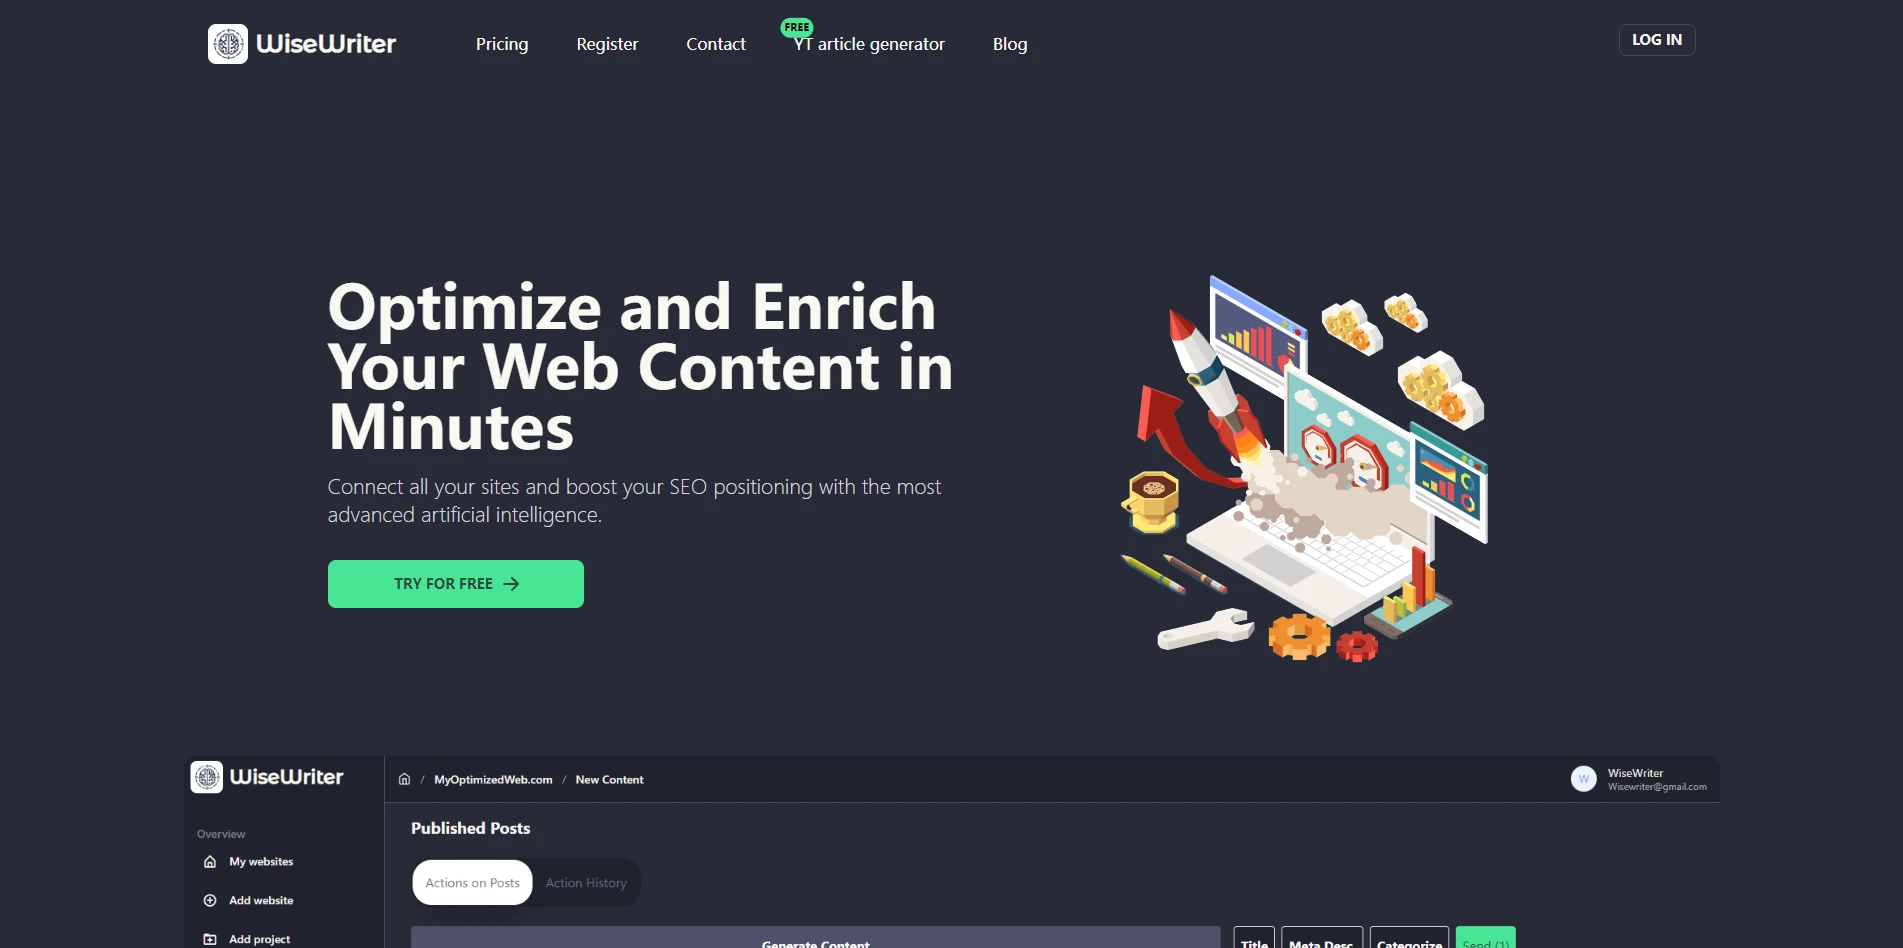 WiseWriter
Pricing
Register
Contact
FREE
YT article generator
Blog
LOG IN
Optimize and Enrich
Your Web Content in
Minutes
Connect all your sites and boost your SEO positioning with the most
advanced artificial intelligence.
TRY FOR FREE →
WiseWriter
/ MyOptimizedWeb.com / New Content
W
WiseWriter
Wisewriter@gmail.com
Overview
My websites
Add website
Add project
Published Posts
Actions on Posts
Action History
Generate Content
Title
Meta Desc.
Categorize
Send (1)